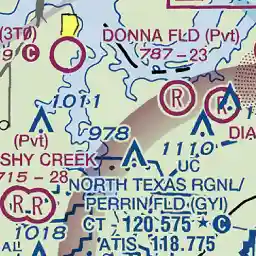 (3T0)
DONNA FLD (Pvt)
9 C
787 - 23
R R
1011
978
1110
DIA
(Pvt)
SHY CREEK
UC
715 - 28
NORTH TEXAS RGNL/
R R
PERRIN FLD (GYI)
1018
CT - 120.575 ★ C
ATIS 118.775